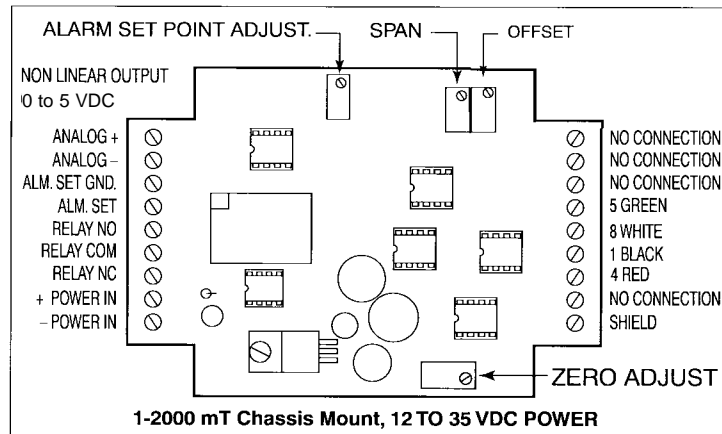 ALARM SET POINT ADJUST. SPAN OFFSET
NON LINEAR OUTPUT
0 to 5 VDC
ANALOG +
ANALOG –
ALM. SET GND.
ALM. SET
RELAY NO
RELAY COM
RELAY NC
+ POWER IN
– POWER IN
NO CONNECTION
NO CONNECTION
NO CONNECTION
5 GREEN
8 WHITE
1 BLACK
4 RED
NO CONNECTION
SHIELD
ZERO ADJUST
1-2000 mT Chassis Mount, 12 TO 35 VDC POWER